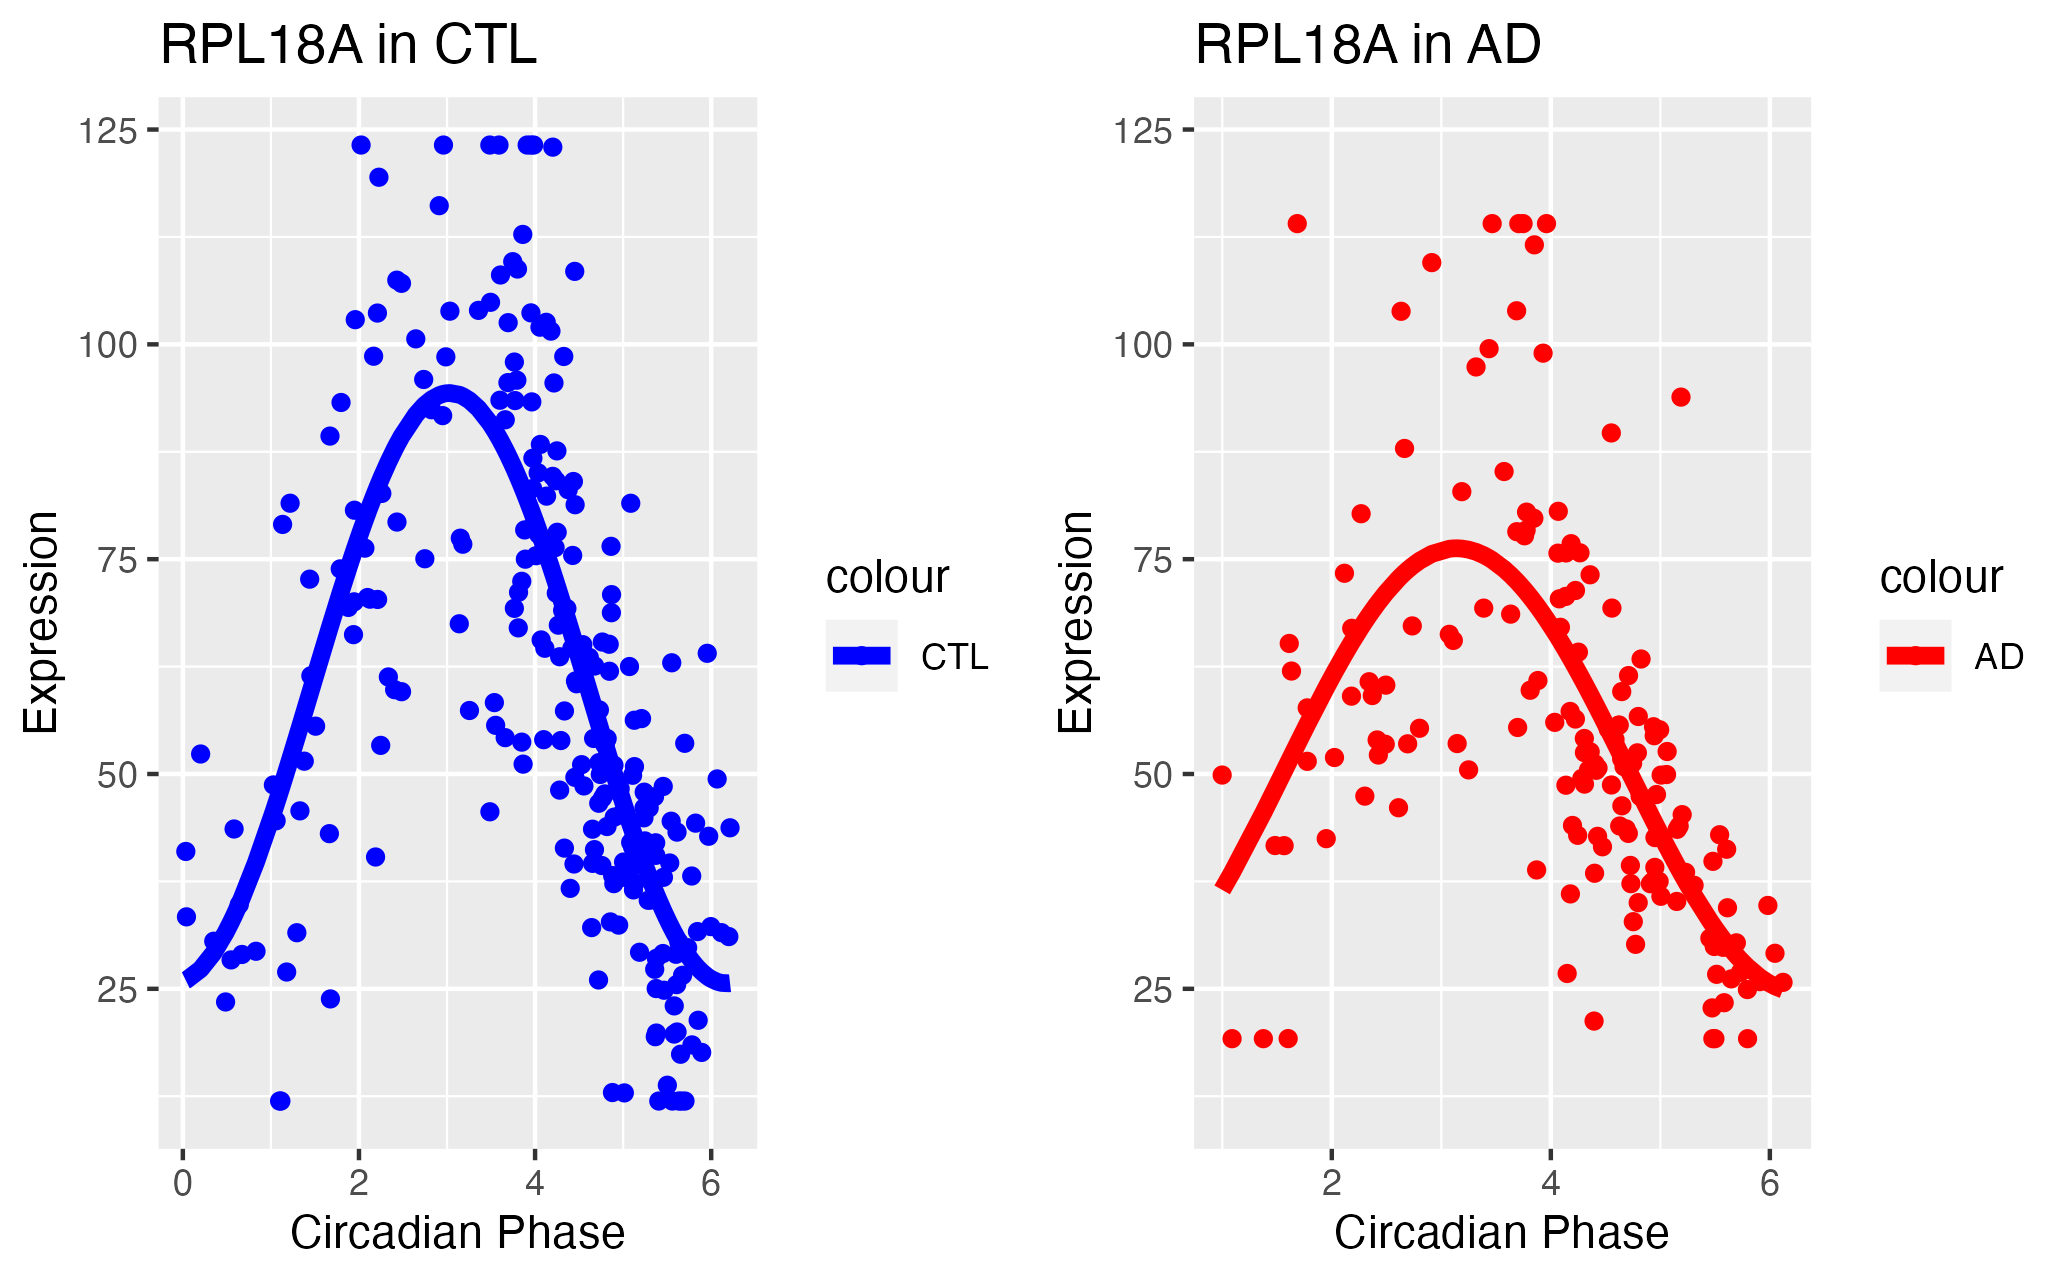 RPL18A in CTL
125
100
75
50
25
Expression
0 2 4 6
Circadian Phase
colour
CTL
RPL18A in AD
125
100
75
50
25
Expression
2 4 6
Circadian Phase
colour
AD